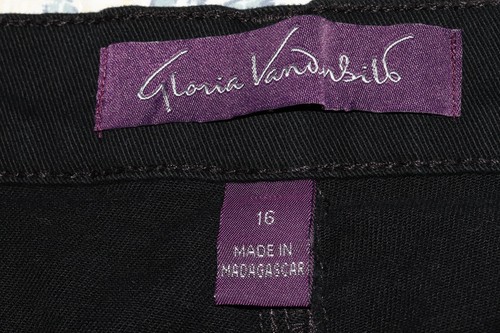 Gloria Vanderbilt
16
MADE IN
MADAGASCAR